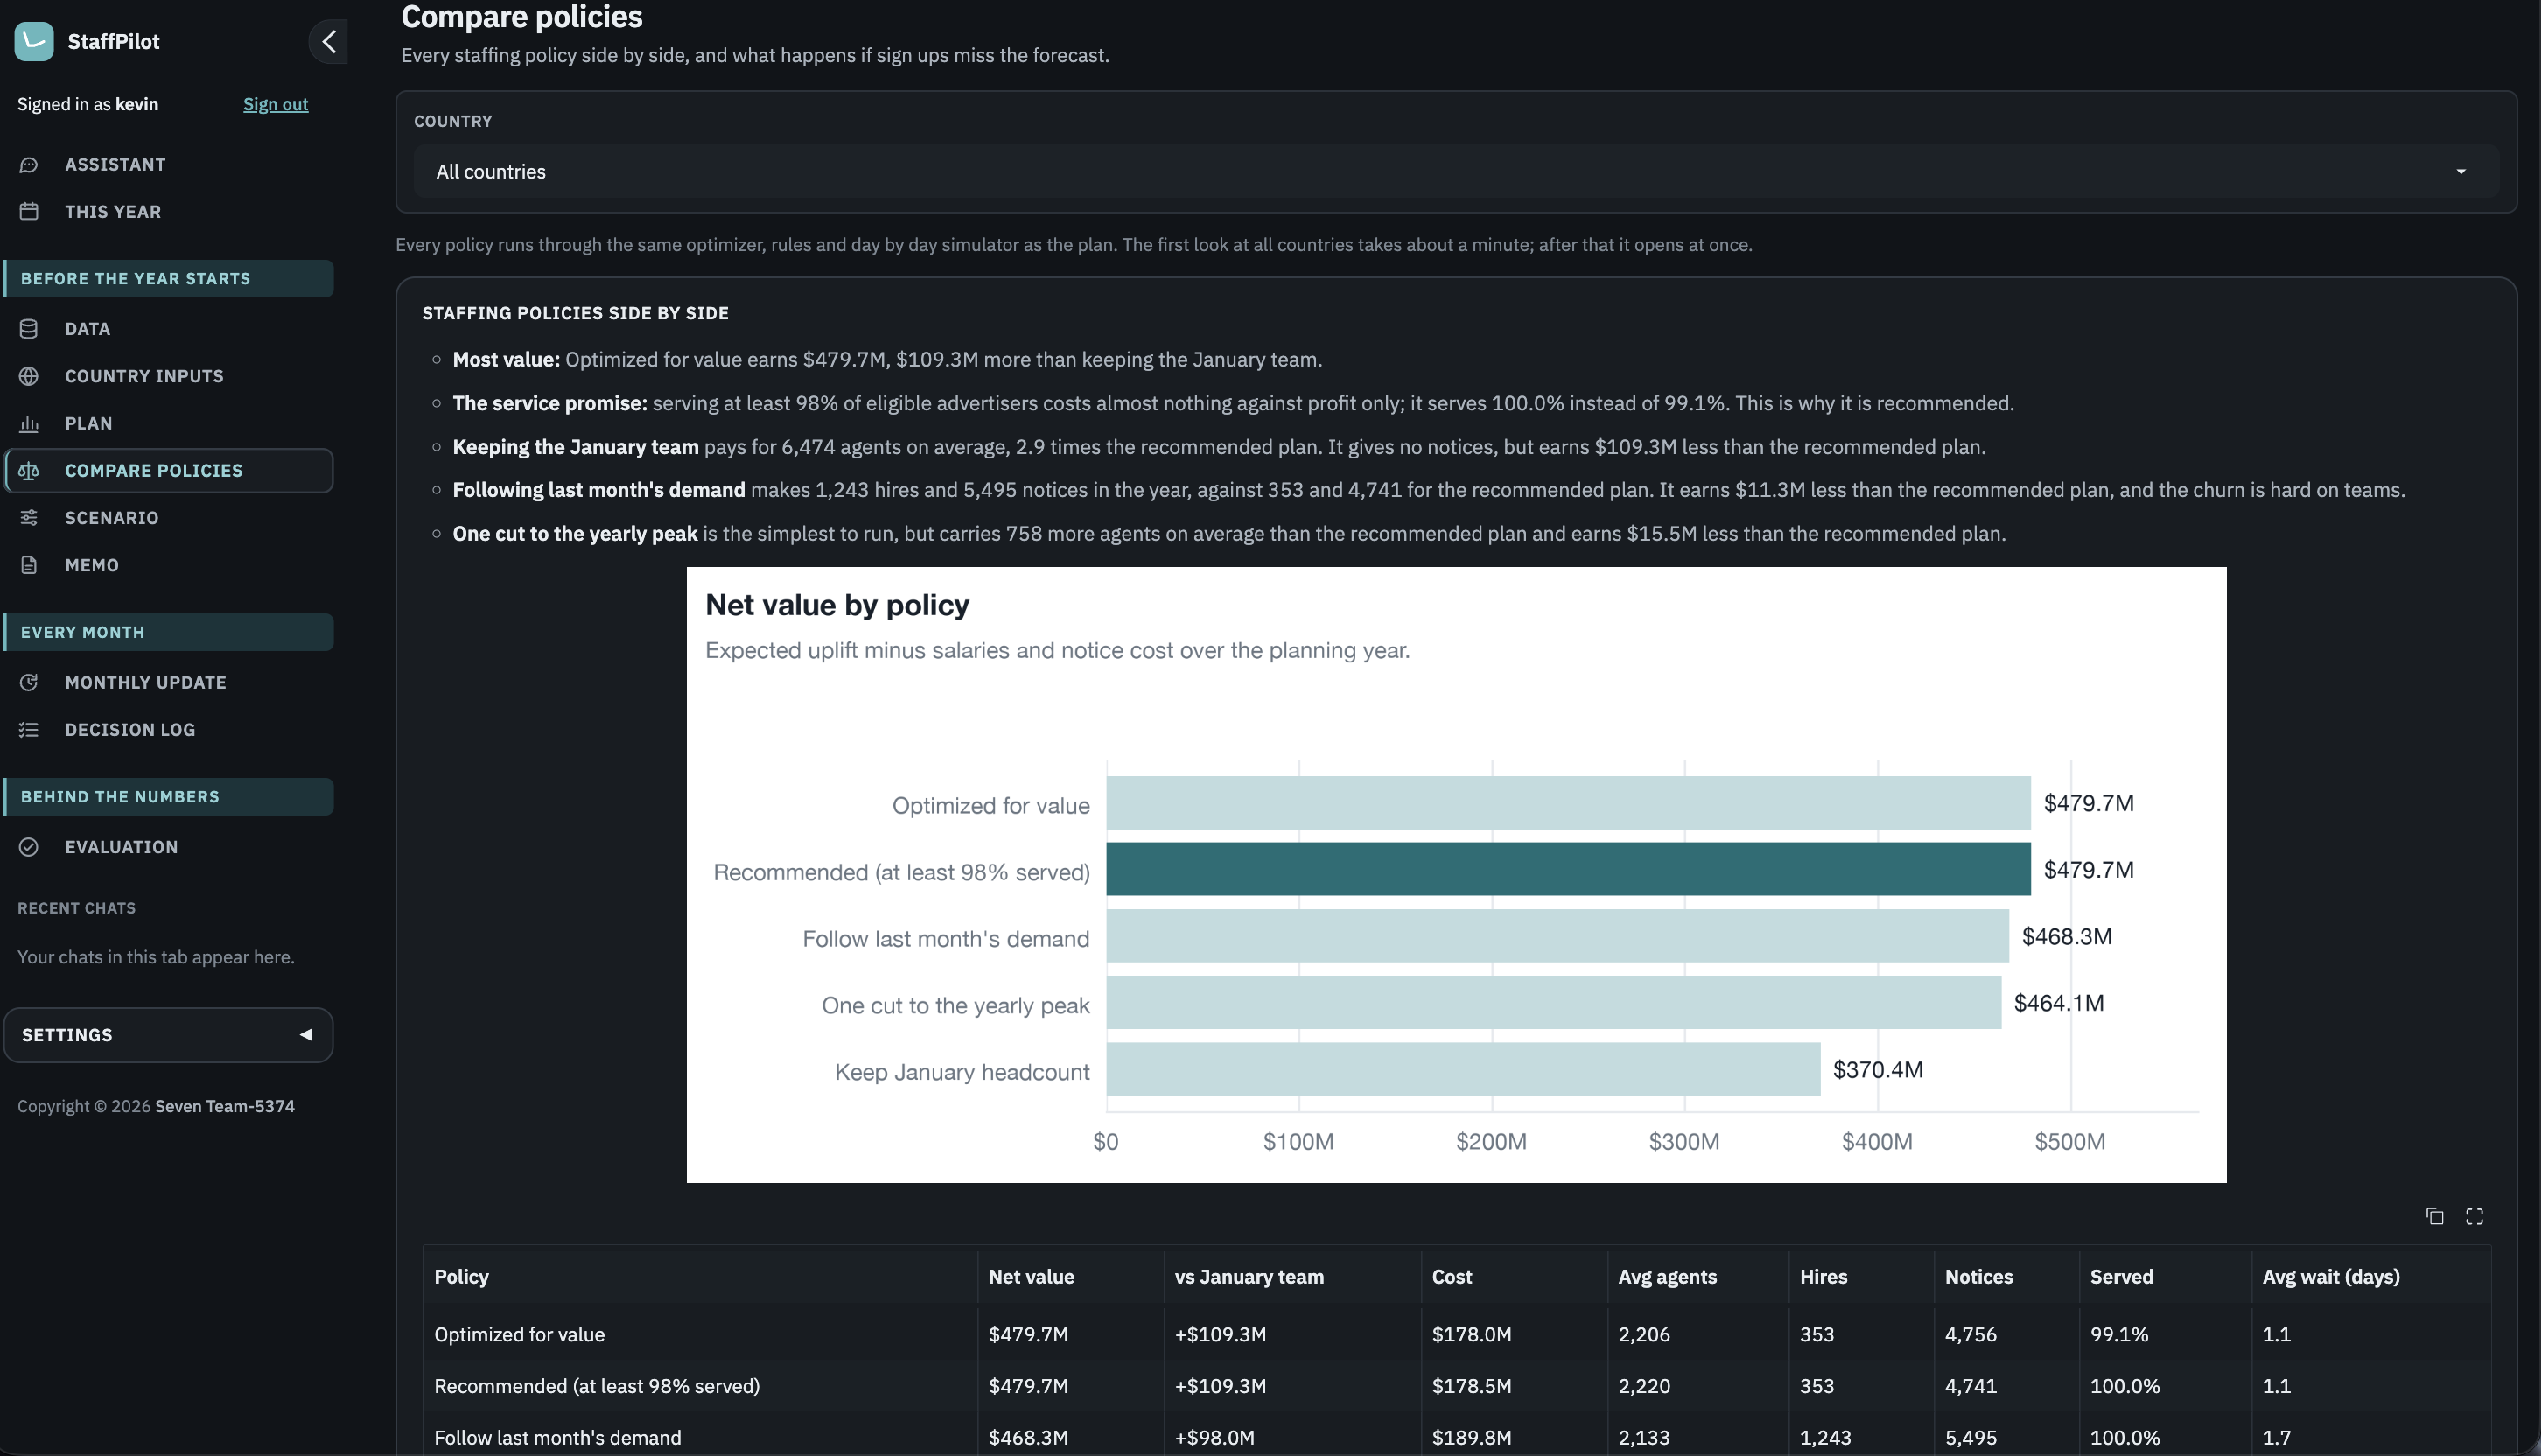 StaffPilot
Signed in as kevin
Sign out
ASSISTANT
THIS YEAR
BEFORE THE YEAR STARTS
DATA
COUNTRY INPUTS
PLAN
COMPARE POLICIES
SCENARIO
MEMO
EVERY MONTH
MONTHLY UPDATE
DECISION LOG
BEHIND THE NUMBERS
EVALUATION
RECENT CHATS
Your chats in this tab appear here.
SETTINGS
Copyright © 2026 Seven Team-5374
Compare policies
Every staffing policy side by side, and what happens if sign ups miss the forecast.
COUNTRY
All countries
Every policy runs through the same optimizer, rules and day by day simulator as the plan. The first look at all countries takes about a minute; after that it opens at once.
STAFFING POLICIES SIDE BY SIDE
Most value: Optimized for value earns $479.7M, $109.3M more than keeping the January team.
The service promise: serving at least 98% of eligible advertisers costs almost nothing against profit only; it serves 100.0% instead of 99.1%. This is why it is recommended.
Keeping the January team pays for 6,474 agents on average, 2.9 times the recommended plan. It gives no notices, but earns $109.3M less than the recommended plan.
Following last month's demand makes 1,243 hires and 5,495 notices in the year, against 353 and 4,741 for the recommended plan. It earns $11.3M less than the recommended plan, and the churn is hard on teams.
One cut to the yearly peak is the simplest to run, but carries 758 more agents on average than the recommended plan and earns $15.5M less than the recommended plan.
Net value by policy
Expected uplift minus salaries and notice cost over the planning year.
Optimized for value $479.7M
Recommended (at least 98% served) $479.7M
Follow last month's demand $468.3M
One cut to the yearly peak $464.1M
Keep January headcount $370.4M
$0 $100M $200M $300M $400M $500M
Policy Net value vs January team Cost Avg agents Hires Notices Served Avg wait (days)
Optimized for value $479.7M +$109.3M $178.0M 2,206 353 4,756 99.1% 1.1
Recommended (at least 98% served) $479.7M +$109.3M $178.5M 2,220 353 4,741 100.0% 1.1
Follow last month's demand $468.3M +$98.0M $189.8M 2,133 1,243 5,495 100.0% 1.7